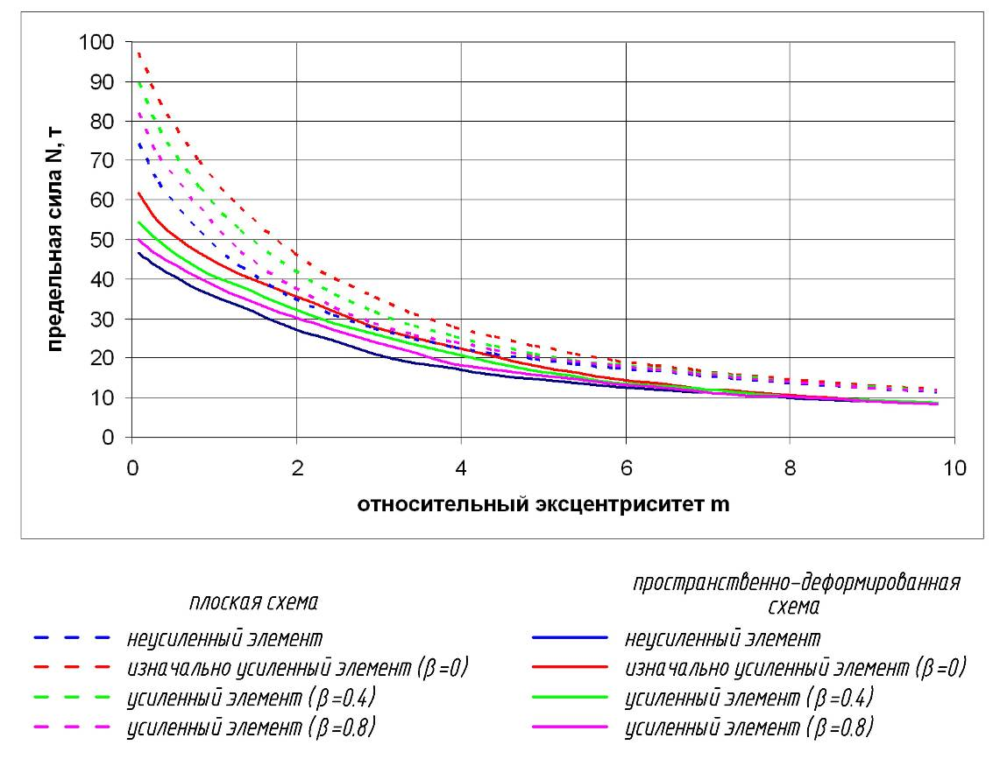 предельная сила N, т
100
90
80
70
60
50
40
30
20
10
0
0 2 4 6 8 10
относительный эксцентриситет m
плоская схема
неусиленный элемент
изначально усиленный элемент (β=0)
усиленный элемент (β=0.4)
усиленный элемент (β=0.8)
пространственно-деформированная
схема
неусиленный элемент
изначально усиленный элемент (β=0)
усиленный элемент (β=0.4)
усиленный элемент (β=0.8)